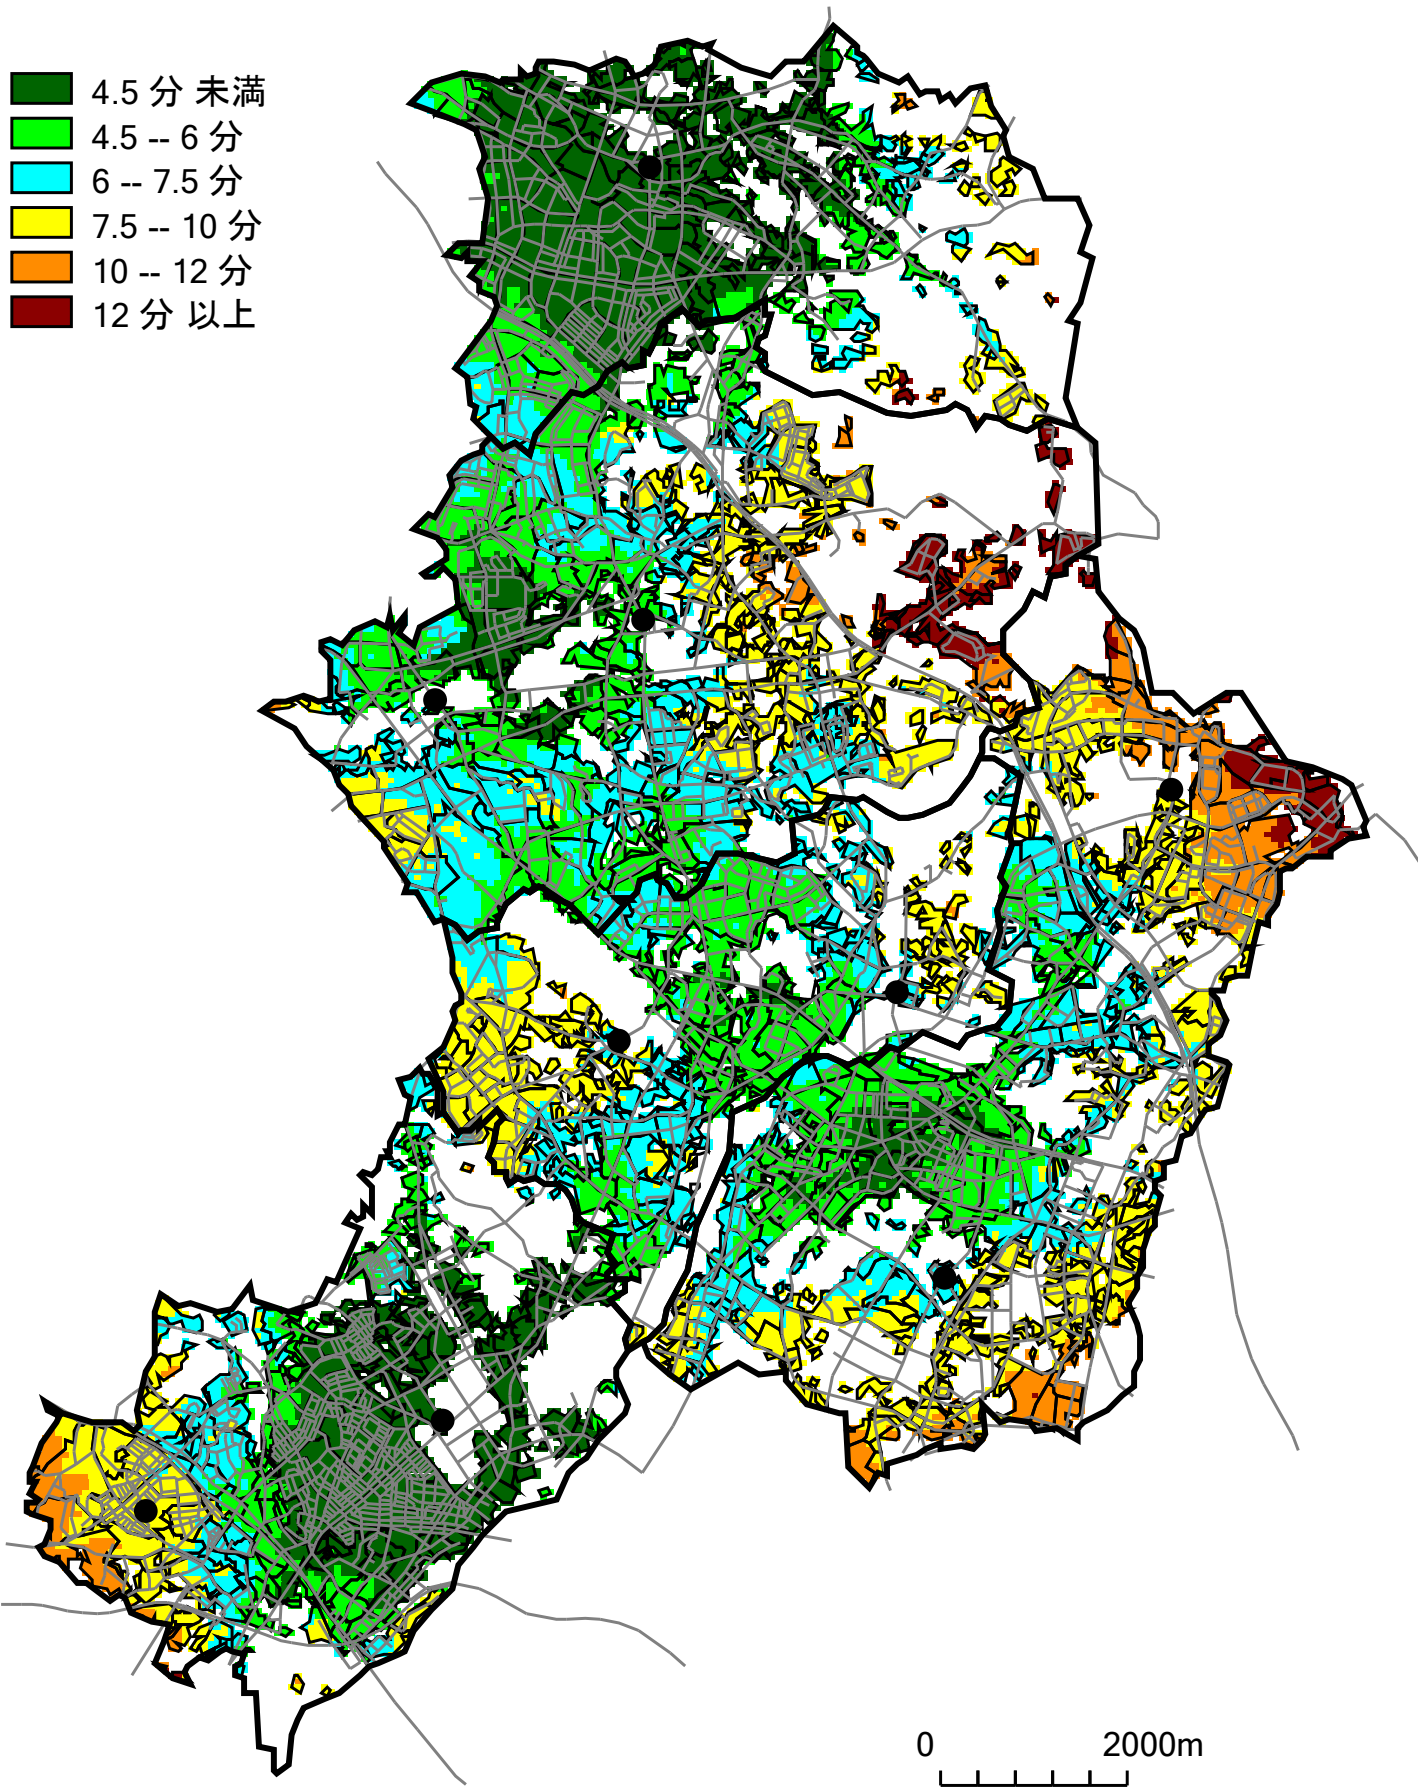 4.5 分 未満
4.5 -- 6 分
6 -- 7.5 分
7.5 -- 10 分
10 -- 12 分
12 分 以上
0 2000m